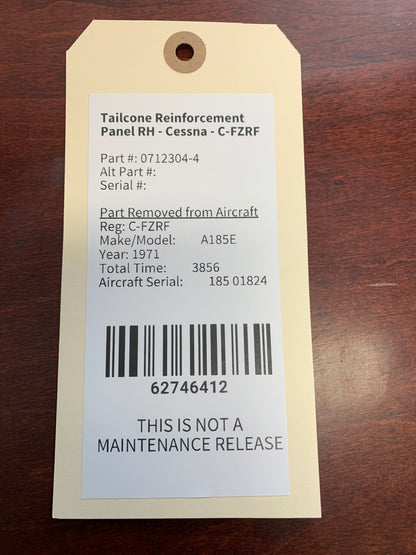 Tailcone Reinforcement
Panel RH - Cessna - C-FZRF
Part #: 0712304-4
Alt Part #:
Serial #:
Part Removed from Aircraft
Reg: C-FZRF
Make/Model: A185E
Year: 1971
Total Time: 3856
Aircraft Serial: 185 01824
62746412
THIS IS NOT A
MAINTENANCE RELEASE